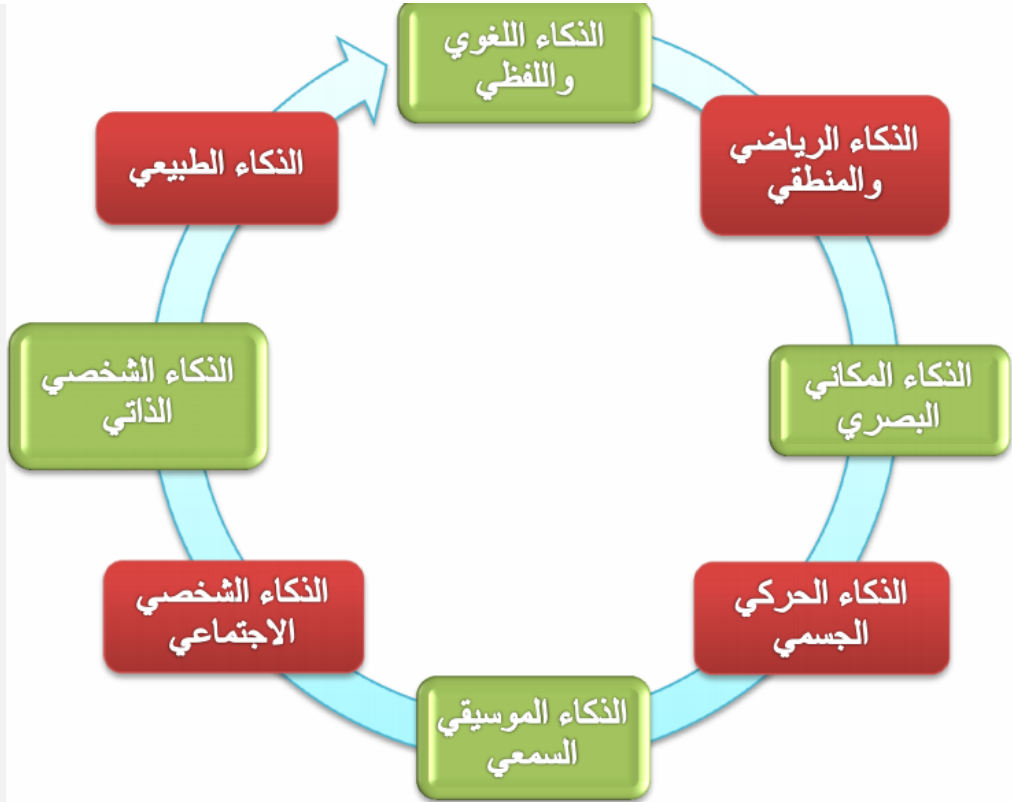 الذكاء اللغوي
واللفظي
الذكاء الرياضي
والمنطقي
الذكاء المكاني
البصري
الذكاء الحركي
الجسمي
الذكاء الموسيقي
السمعي
الذكاء الشخصي
الاجتماعي
الذكاء الشخصي
الذاتي
الذكاء الطبيعي